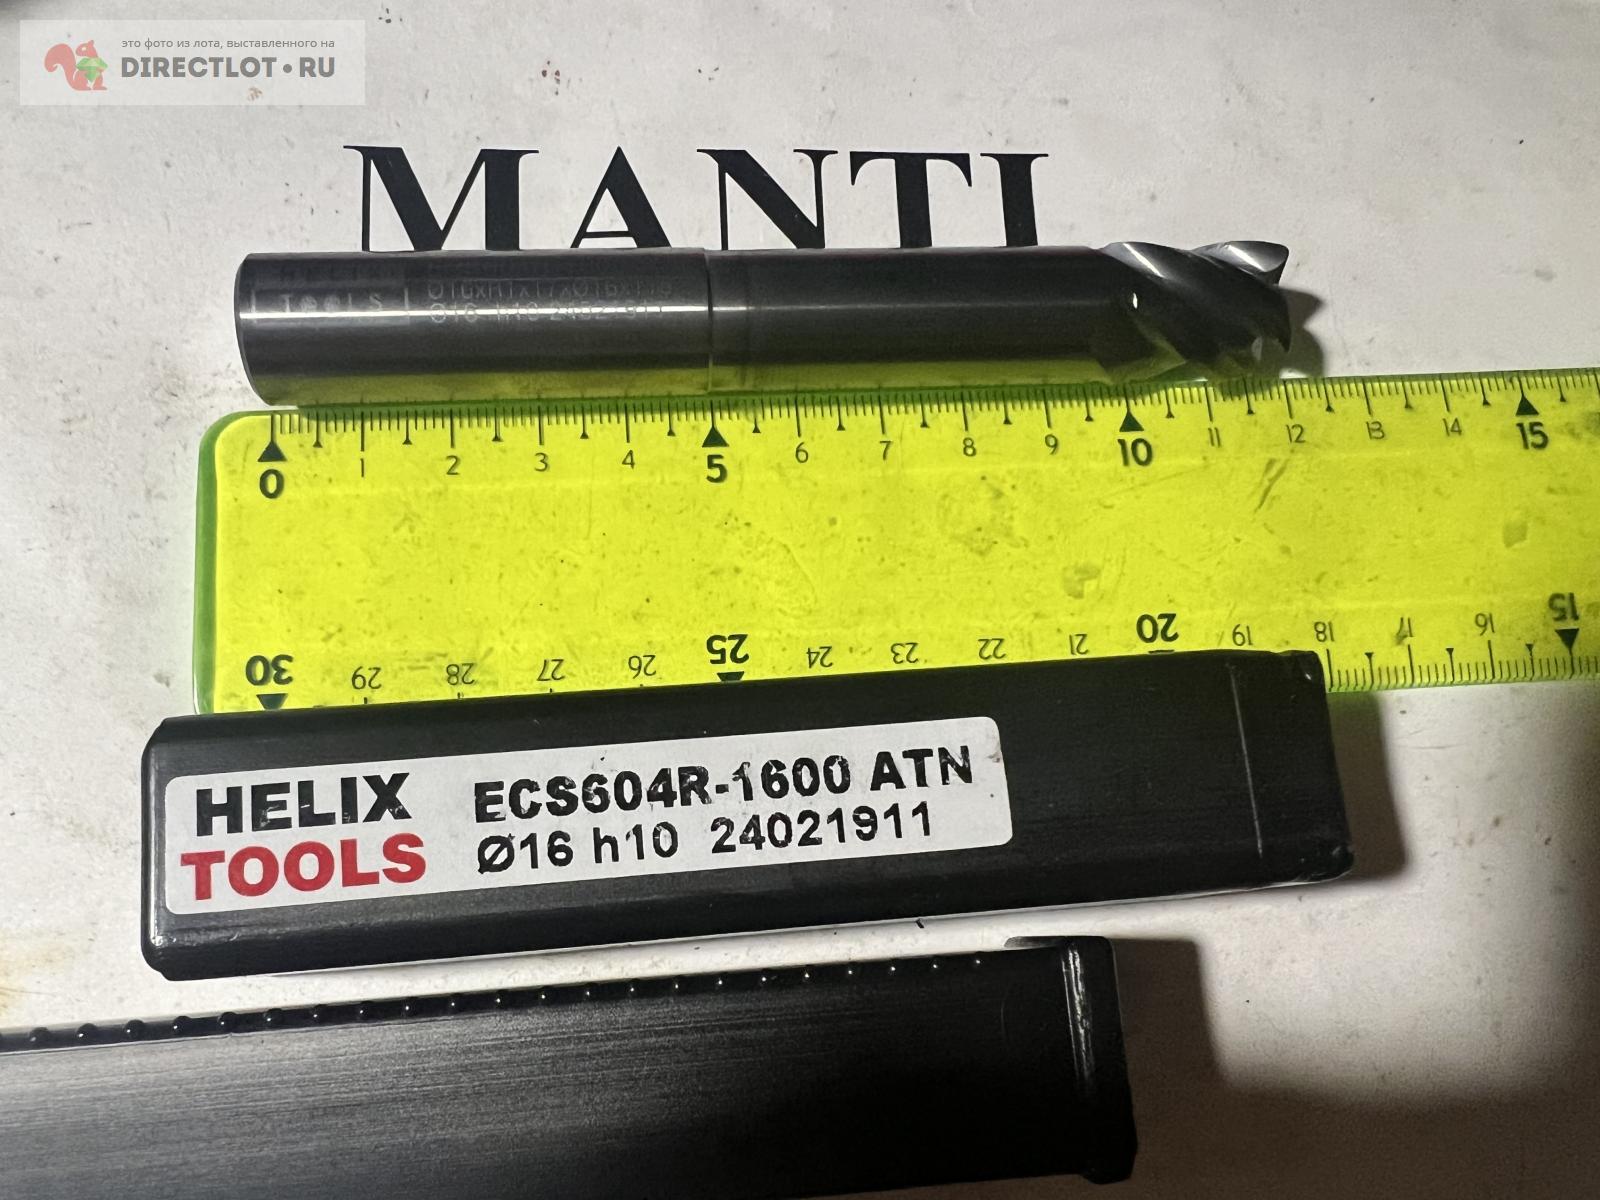 это фото из лота, выставленного на
DIRECTLOT•RU
MANTI
HELIX
TOOLS
0 1 2 3 4 5 6 7 8 9 10 11 12 13 14 15
30 29 28 27 26 25 24 23 22 21 20 19 18 17 16 15
HELIX
TOOLS
ECS604R-1600 ATN
Ø16 h10 24021911